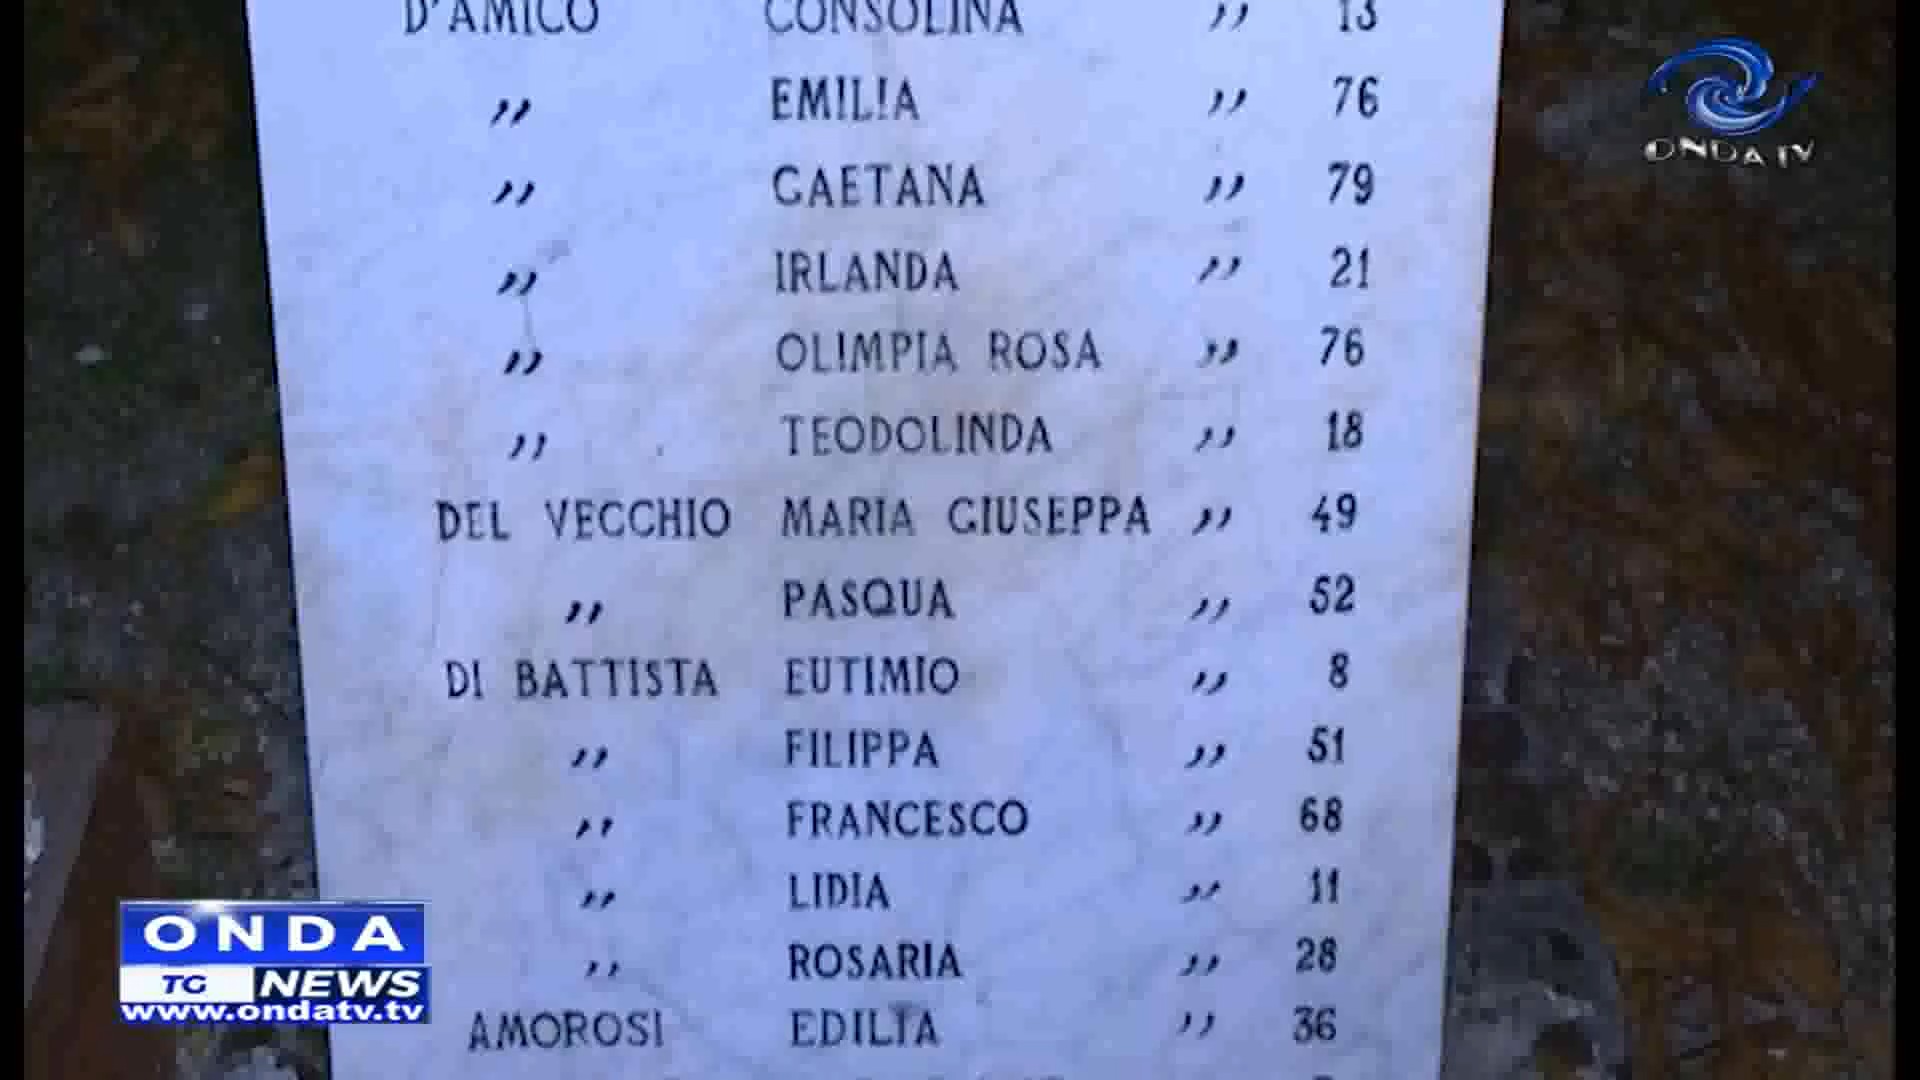 D'AMICO CONSOLINA ,, 13
,, EMILIA ,, 76
,, GAETANA ,, 79
,, IRLANDA ,, 21
,, OLIMPIA ROSA ,, 76
,, TEODOLINDA ,, 18
DEL VECCHIO MARIA GIUSEPPA ,, 49
,, PASQUA ,, 52
DI BATTISTA EUTIMIO ,, 8
,, FILIPPA ,, 51
,, FRANCESCO ,, 68
,, LIDIA ,, 11
,, ROSARIA ,, 28
AMOROSI EDILIA ,, 36
ONDA TV
ONDA
TG NEWS
www.ondatv.tv